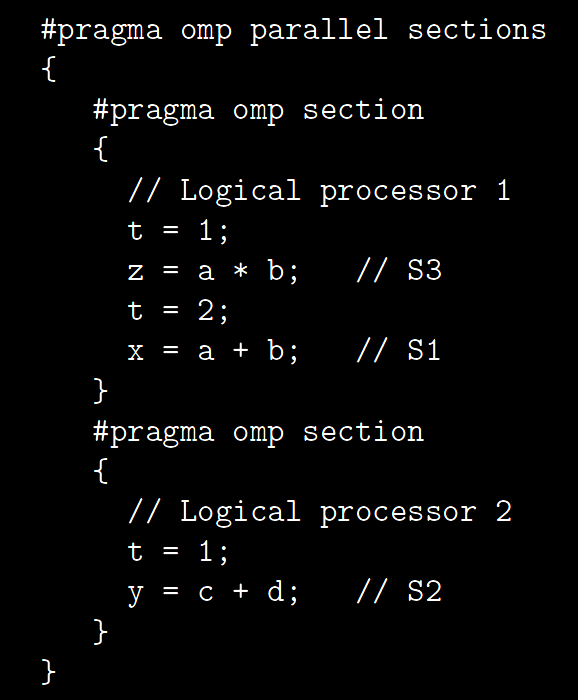 #pragma omp parallel sections
{
#pragma omp section
{
// Logical processor 1
t = 1;
z = a * b; // S3
t = 2;
x = a + b; // S1
}
#pragma omp section
{
// Logical processor 2
t = 1;
y = c + d; // S2
}
}